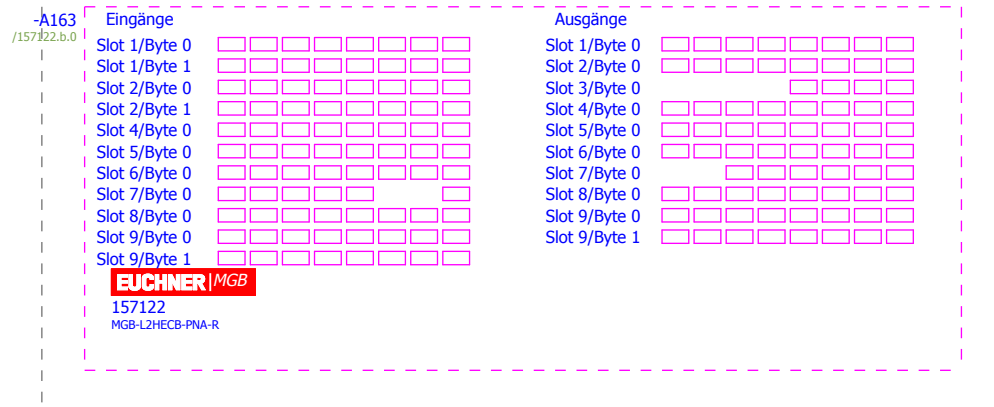 -A163
/157122.b.0
Eingänge
Slot 1/Byte 0
Slot 1/Byte 1
Slot 2/Byte 0
Slot 2/Byte 1
Slot 4/Byte 0
Slot 5/Byte 0
Slot 6/Byte 0
Slot 7/Byte 0
Slot 8/Byte 0
Slot 9/Byte 0
Slot 9/Byte 1
Ausgänge
Slot 1/Byte 0
Slot 2/Byte 0
Slot 3/Byte 0
Slot 4/Byte 0
Slot 5/Byte 0
Slot 6/Byte 0
Slot 7/Byte 0
Slot 8/Byte 0
Slot 9/Byte 0
Slot 9/Byte 1
EUCHNER|MGB
157122
MGB-L2HECB-PNA-R